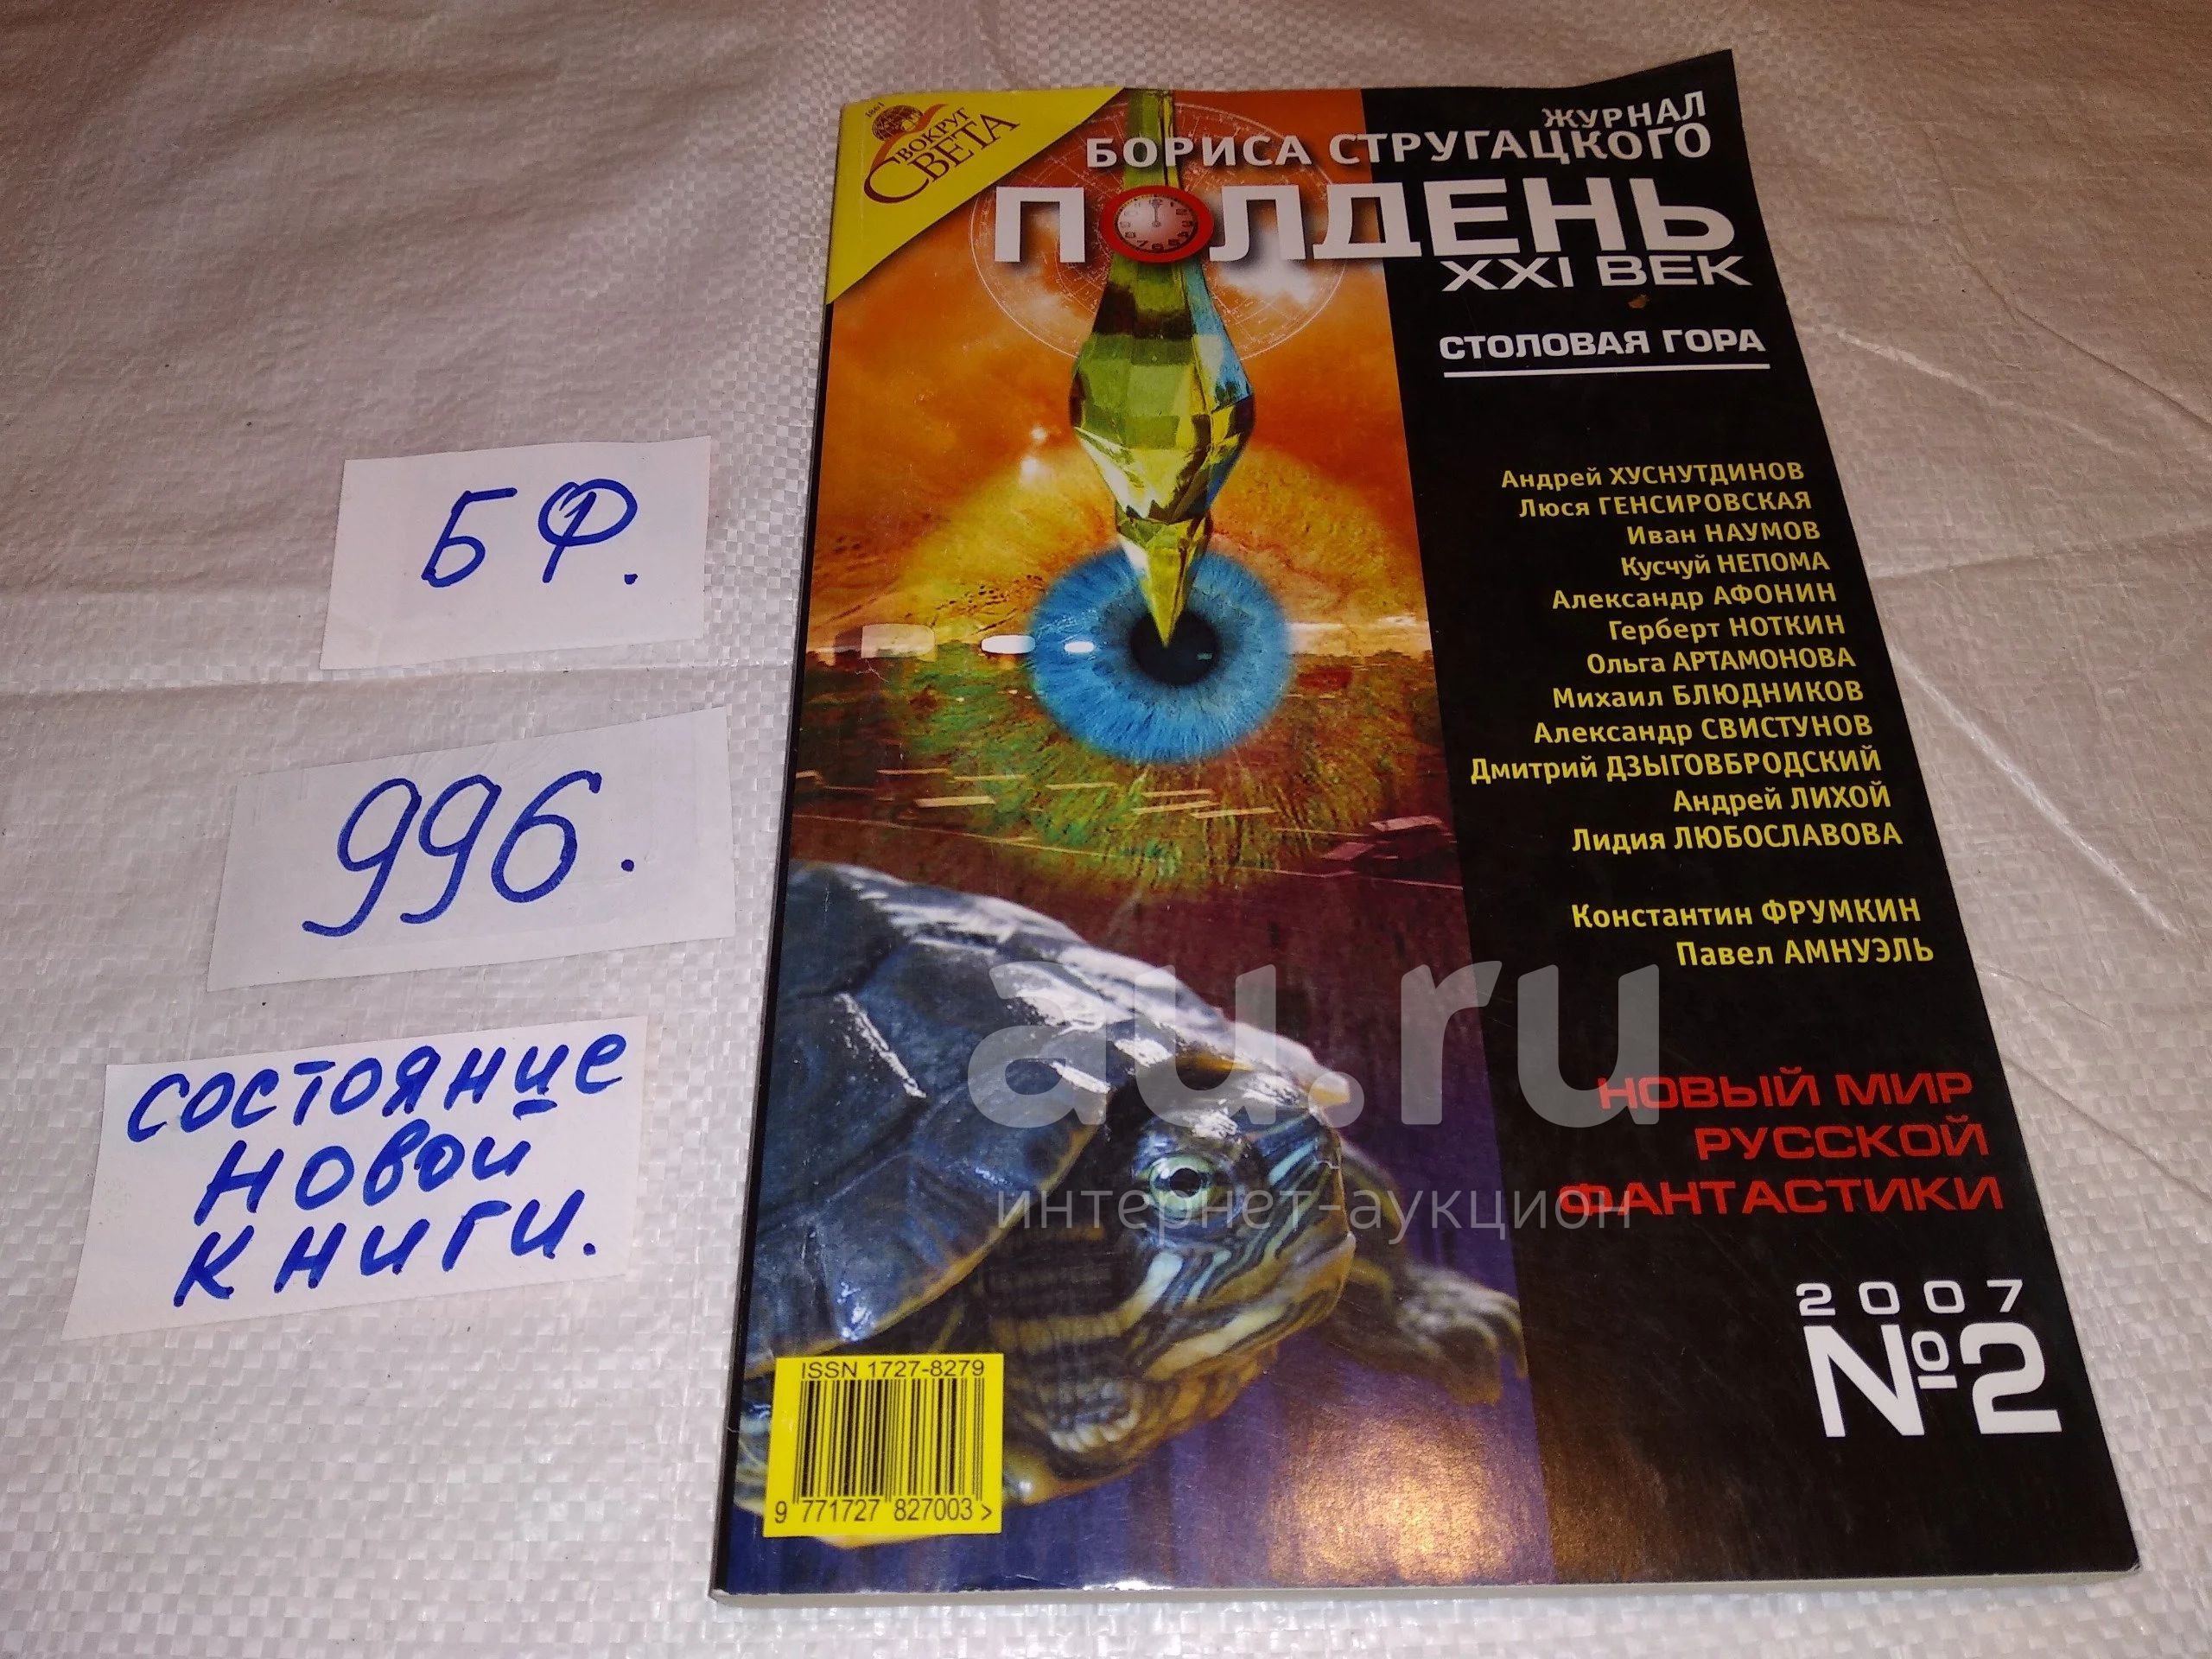 БФ.
996.
состояние
новой
книги.
1861
ВОКРУГ
СВЕТА
ЖУРНАЛ
БОРИСА СТРУГАЦКОГО
ПОЛДЕНЬ
XXI ВЕК
СТОЛОВАЯ ГОРА
Андрей ХУСНУТДИНОВ
Люся ГЕНСИРОВСКАЯ
Иван НАУМОВ
Кусчуй НЕПОМА
Александр АФОНИН
Герберт НОТКИН
Ольга АРТАМОНОВА
Михаил БЛЮДНИКОВ
Александр СВИСТУНОВ
Дмитрий ДЗЫГОВБРОДСКИЙ
Андрей ЛИХОЙ
Лидия ЛЮБОСЛАВОВА
Константин ФРУМКИН
Павел АМНУЭЛЬ
au.ru
интернет-аукцион
НОВЫЙ МИР
РУССКОЙ
ФАНТАСТИКИ
2007
№2
ISSN 1727-8279
9 771727 827003 >